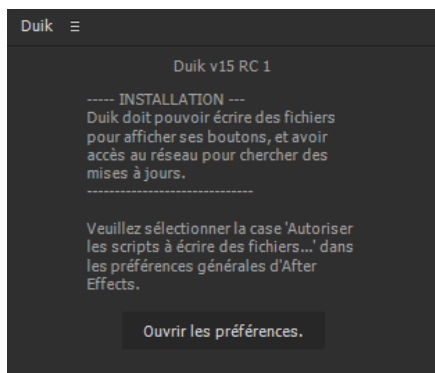 Duik ☰
Duik v15 RC 1
----- INSTALLATION ---
Duik doit pouvoir écrire des fichiers
pour afficher ses boutons, et avoir
accès au réseau pour chercher des
mises à jours.
------------------------------
Veuillez sélectionner la case 'Autoriser
les scripts à écrire des fichiers...' dans
les préférences générales d'After
Effects.
Ouvrir les préférences.